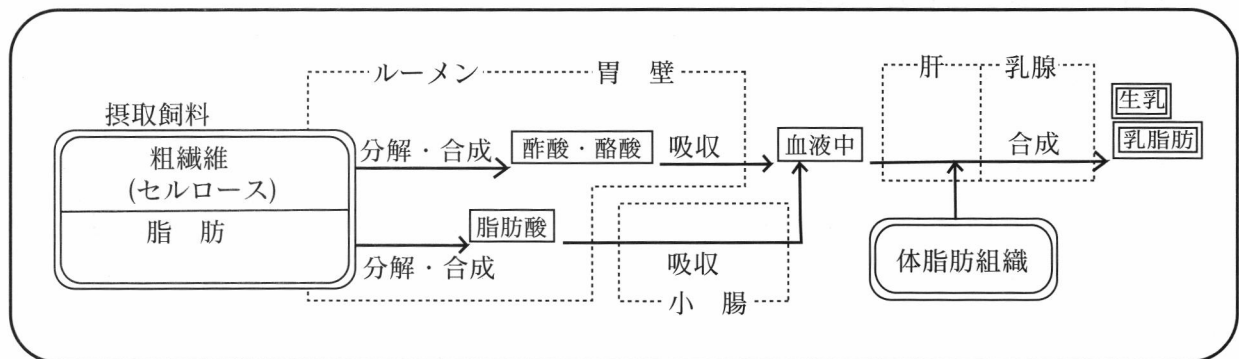 ルーメン
胃　壁
肝
乳腺
生乳
摂取飼料
粗繊維
(セルロース)
分解・合成
酢酸・酪酸
吸収
血液中
合成
乳脂肪
脂　肪
脂肪酸
分解・合成
吸収
体脂肪組織
小　腸